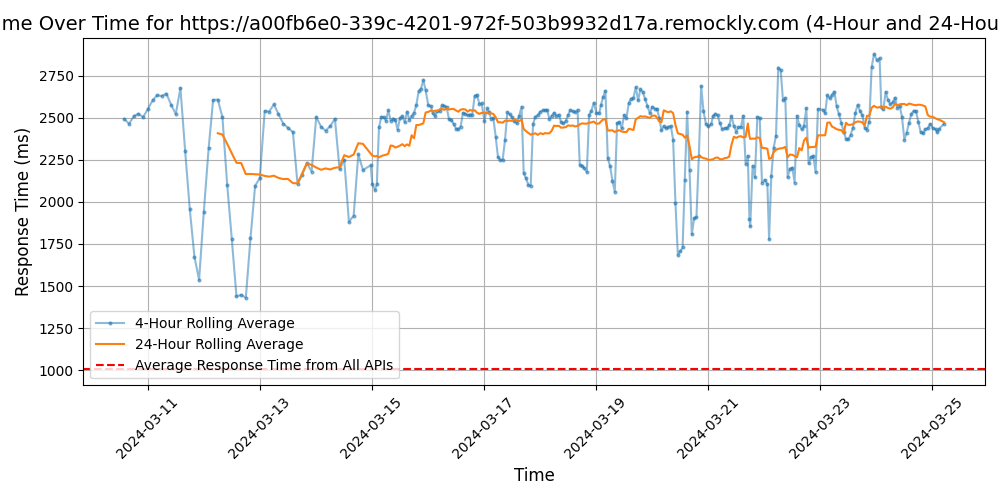 me Over Time for https://a00fb6e0-339c-4201-972f-503b9932d17a.remockly.com (4-Hour and 24-Hou
Response Time (ms)
2750
2500
2250
2000
1750
1500
1250
1000
4-Hour Rolling Average
24-Hour Rolling Average
Average Response Time from All APIs
2024-03-11
2024-03-13
2024-03-15
2024-03-17
2024-03-19
2024-03-21
2024-03-23
2024-03-25
Time